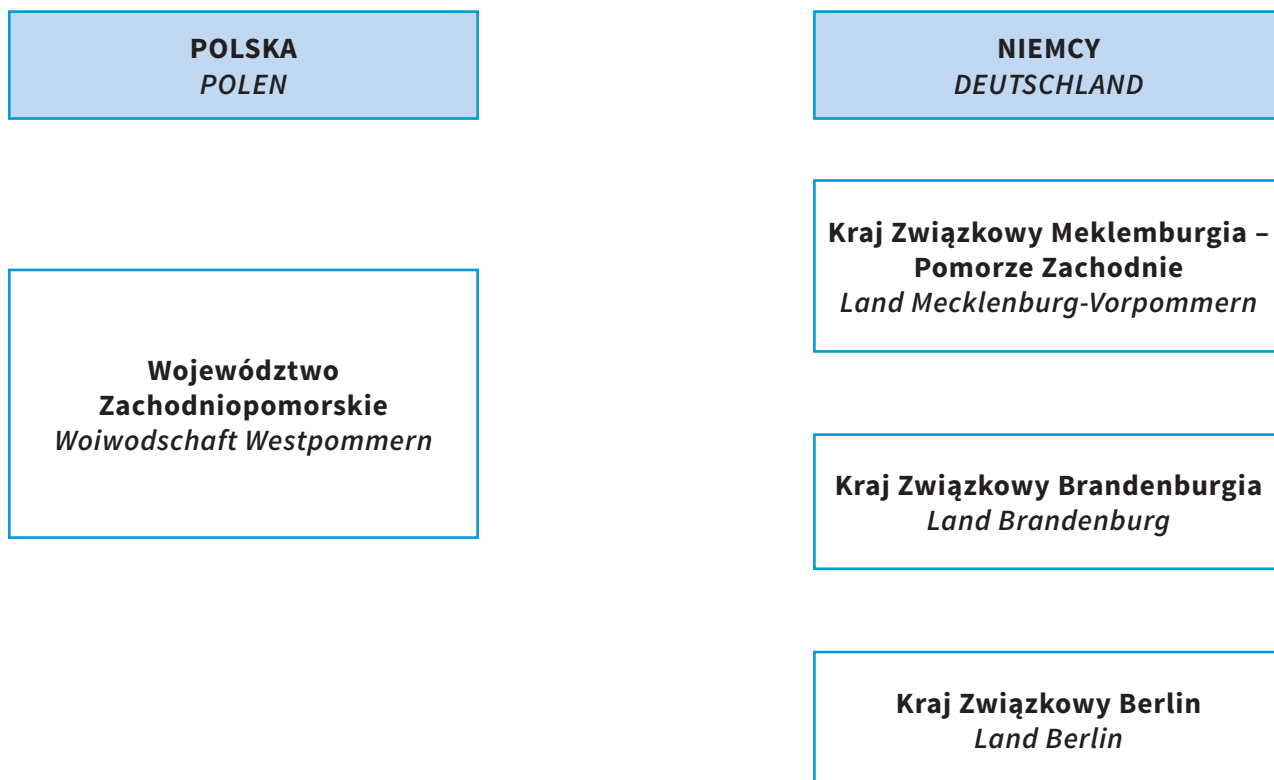 POLSKA
POLEN
NIEMCY
DEUTSCHLAND
Województwo
Zachodniopomorskie
Woiwodschaft Westpommern
Kraj Związkowy Meklemburgia –
Pomorze Zachodnie
Land Mecklenburg-Vorpommern
Kraj Związkowy Brandenburgia
Land Brandenburg
Kraj Związkowy Berlin
Land Berlin